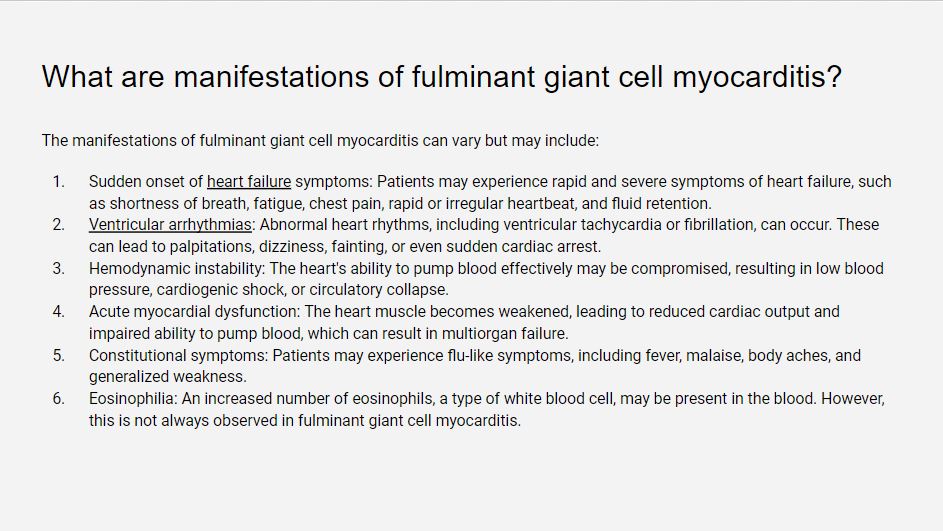 What are manifestations of fulminant giant cell myocarditis?
The manifestations of fulminant giant cell myocarditis can vary but may include:
1. Sudden onset of heart failure symptoms: Patients may experience rapid and severe symptoms of heart failure, such
as shortness of breath, fatigue, chest pain, rapid or irregular heartbeat, and fluid retention.
2. Ventricular arrhythmias: Abnormal heart rhythms, including ventricular tachycardia or fibrillation, can occur. These
can lead to palpitations, dizziness, fainting, or even sudden cardiac arrest.
3. Hemodynamic instability: The heart's ability to pump blood effectively may be compromised, resulting in low blood
pressure, cardiogenic shock, or circulatory collapse.
4. Acute myocardial dysfunction: The heart muscle becomes weakened, leading to reduced cardiac output and
impaired ability to pump blood, which can result in multiorgan failure.
5. Constitutional symptoms: Patients may experience flu-like symptoms, including fever, malaise, body aches, and
generalized weakness.
6. Eosinophilia: An increased number of eosinophils, a type of white blood cell, may be present in the blood. However,
this is not always observed in fulminant giant cell myocarditis.